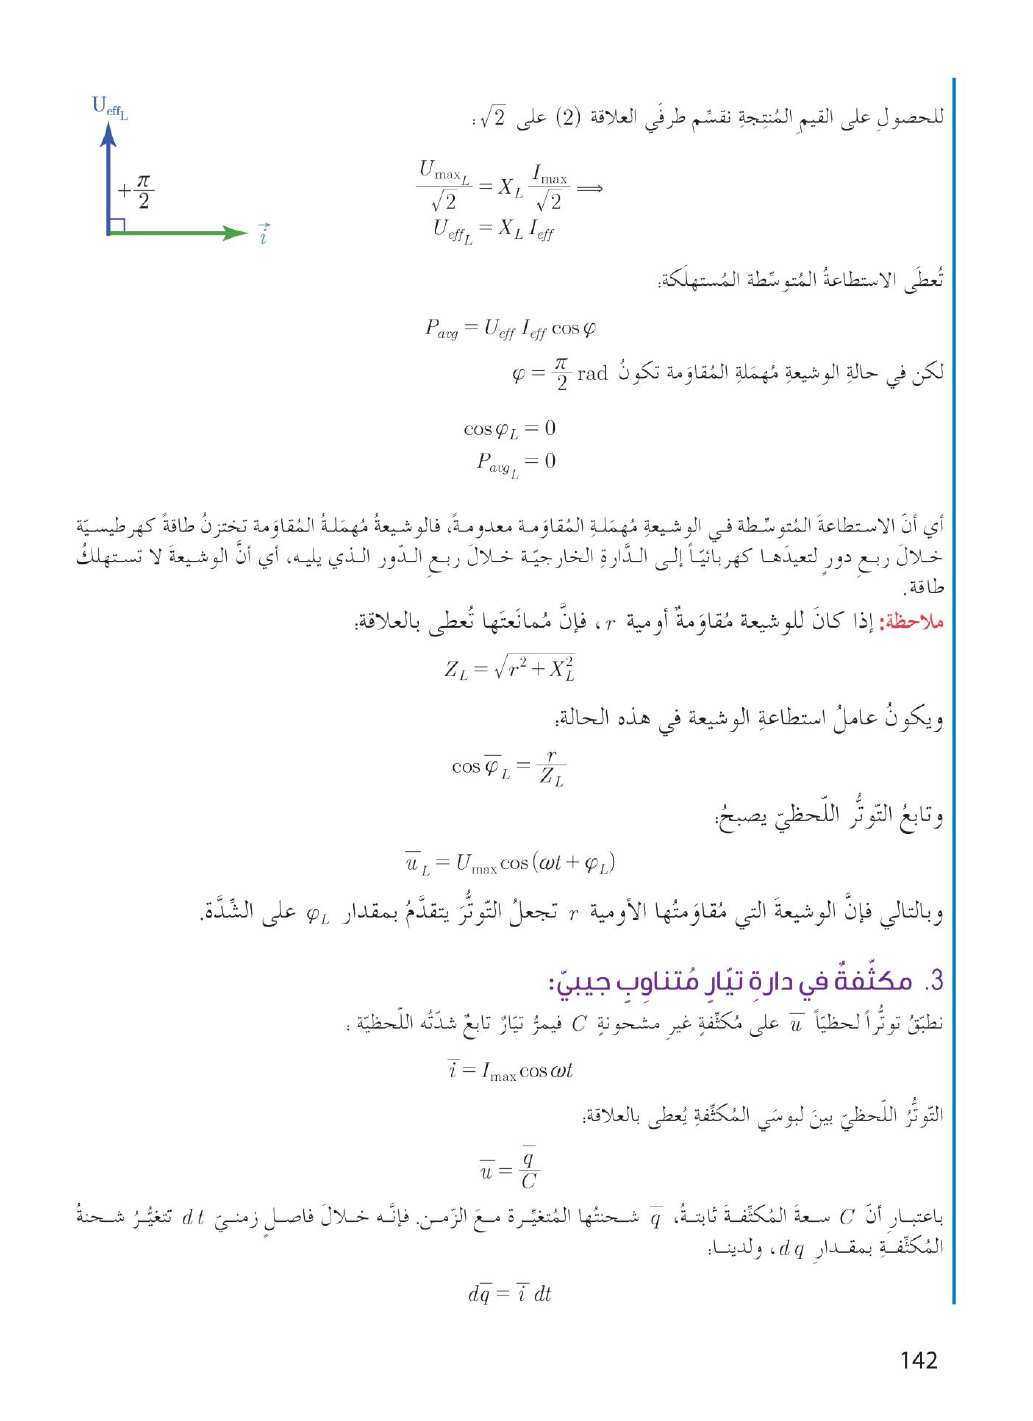 للحصولِ على القيمِ المُنتِجةِ نقسِّم طرفَي العلاقة (2) على √2:
U_eff_L
+π/2
i⃗
U_max_L/√2 = X_L I_max/√2 ⟹
U_eff_L = X_L I_eff
تُعطَى الاستطاعةُ المُتوسِّطة المُستهلَكة:
P_avg = U_eff I_eff cos φ
لكن في حالةِ الوشيعةِ مُهمَلةِ المُقاوَمة تكونُ φ = π/2 rad
cos φ_L = 0
P_avg_L = 0
أي أنّ الاستطاعةَ المُتوسِّطة في الوشيعةِ مُهمَلةِ المُقاوَمة معدومةٌ، فالوشيعةُ مُهمَلةُ المُقاوَمة تختزنُ طاقةً كهرطيسيّة
خلالَ ربعِ دورٍ لتعيدَها كهربائيّاً إلى الدَّارةِ الخارجيّة خلالَ ربعِ الدّور الذي يليه، أي أنَّ الوشيعةَ لا تستهلكُ
طاقة.
ملاحظة: إذا كانَ للوشيعة مُقاوَمةٌ أومية r، فإنَّ مُمانَعتَها تُعطى بالعلاقة:
Z_L = √(r² + X_L²)
ويكونُ عاملُ استطاعةِ الوشيعة في هذه الحالة:
cos φ̅_L = r/Z_L
وتابعُ التّوتُّر اللّحظيّ يصبحُ:
u̅_L = U_max cos (ωt + φ_L)
وبالتالي فإنَّ الوشيعةَ التي مُقاوَمتُها الأومية r تجعلُ التّوتُّرَ يتقدَّمُ بمقدار φ_L على الشِّدَّة.
3. مكثّفةٌ في دارةِ تيّارٍ مُتناوِبٍ جيبيّ:
نطبّقُ توتُّراً لحظيّاً u̅ على مُكثِّفةٍ غيرِ مشحونةٍ C فيمرُّ تيّارٌ تابعُ شدّتُه اللّحظيّة:
i̅ = I_max cos ωt
التّوتُّرُ اللّحظيّ بينَ لبوسَي المُكثِّفةِ يُعطى بالعلاقة:
u̅ = q̅/C
باعتبارِ أنّ C سعةَ المُكثِّفةَ ثابتةٌ، q̅ شحنتُها المُتغيِّرة معَ الزّمن. فإنَّه خلالَ فاصلٍ زمنيّ dt تتغيَّرُ شحنةُ
المُكثِّفةِ بمقدارِ dq، ولدينا:
dq̅ = i̅ dt
142